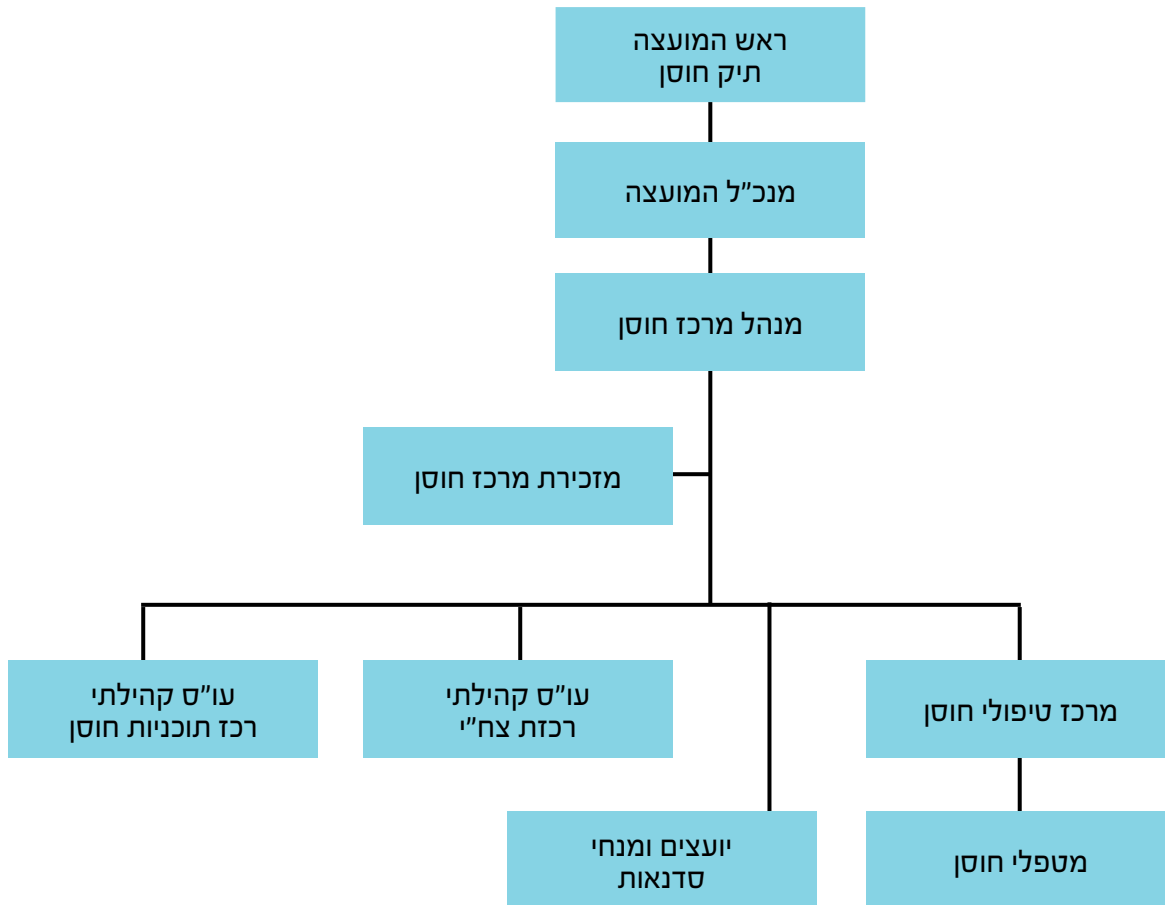 ראש המועצה
תיק חוסן
מנכ"ל המועצה
מנהל מרכז חוסן
מזכירת מרכז חוסן
מרכז טיפולי חוסן
עו"ס קהילתי
רכזת צח"י
עו"ס קהילתי
רכז תוכניות חוסן
מטפלי חוסן
יועצים ומנחי
סדנאות